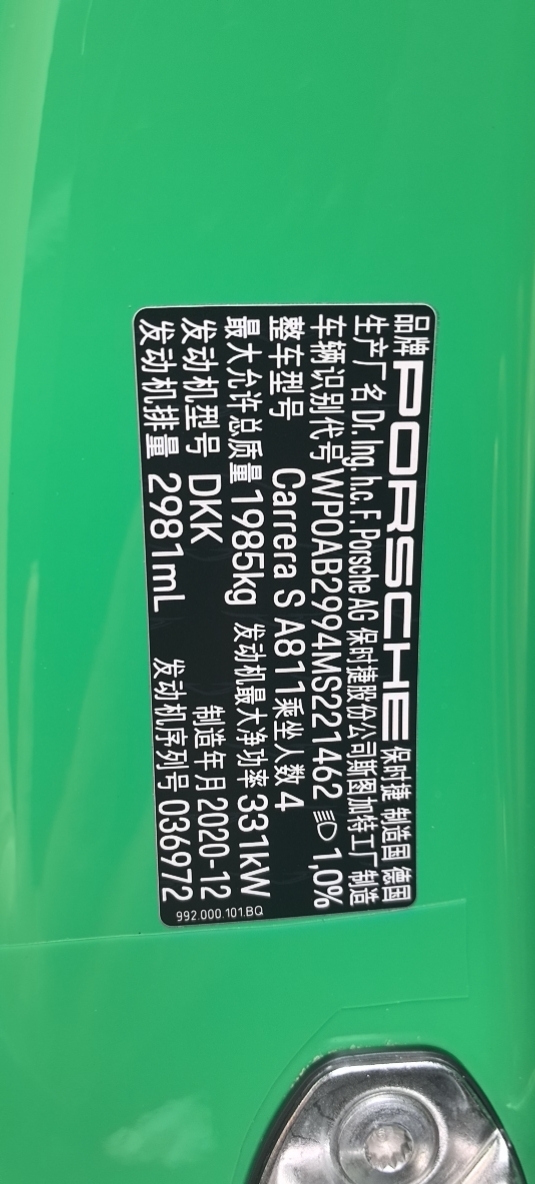 品牌 PORSCHE 保时捷 制造国 德国
生产厂名 Dr. Ing. h.c. F. Porsche AG 保时捷股份公司斯图加特工厂制造
车辆识别代号 WP0AB2994MS221462 1,0%
整车型号 Carrera S A811 乘坐人数 4
最大允许总质量 1985kg 发动机最大净功率 331kW
发动机型号 DKK 制造年月 2020-12
发动机排量 2981mL 发动机序列号 036972
992.000.101.BQ